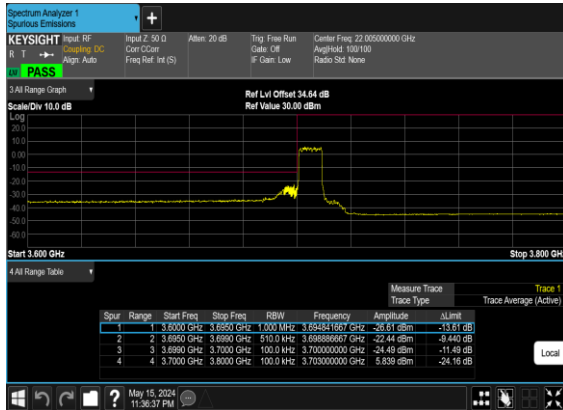 Spectrum Analyzer 1
Spurious Emissions
+
KEYSIGHT Input: RF Input Z: 50 Ω Atten: 20 dB Trig: Free Run Center Freq: 22.005000000 GHz
R T Coupling: DC Corr CCorr Gate: Off Avg|Hold: 100/100
Align: Auto Freq Ref: Int (S) IF Gain: Low Radio Std: None
PASS
3 All Range Graph Ref Lvl Offset 34.64 dB
Scale/Div 10.0 dB Ref Value 30.00 dBm
Log
20.0
10.0
0.00
-10.0
-20.0
-30.0
-40.0
-50.0
-60.0
Start 3.600 GHz Stop 3.800 GH
4 All Range Table
Measure Trace Trace 1
Trace Type Trace Average (Active)
Spur Range Start Freq Stop Freq RBW Frequency Amplitude ΔLimit
1 1 3.6000 GHz 3.6950 GHz 1.000 MHz 3.694841667 GHz -26.61 dBm -13.61 dB
2 2 3.6950 GHz 3.6990 GHz 510.0 kHz 3.698886667 GHz -22.44 dBm -9.440 dB
3 3 3.6990 GHz 3.7000 GHz 100.0 kHz 3.700000000 GHz -24.49 dBm -11.49 dB
4 4 3.7000 GHz 3.8000 GHz 100.0 kHz 3.703000000 GHz 5.839 dBm -24.16 dB
Local
? May 15, 2024
11:36:37 PM